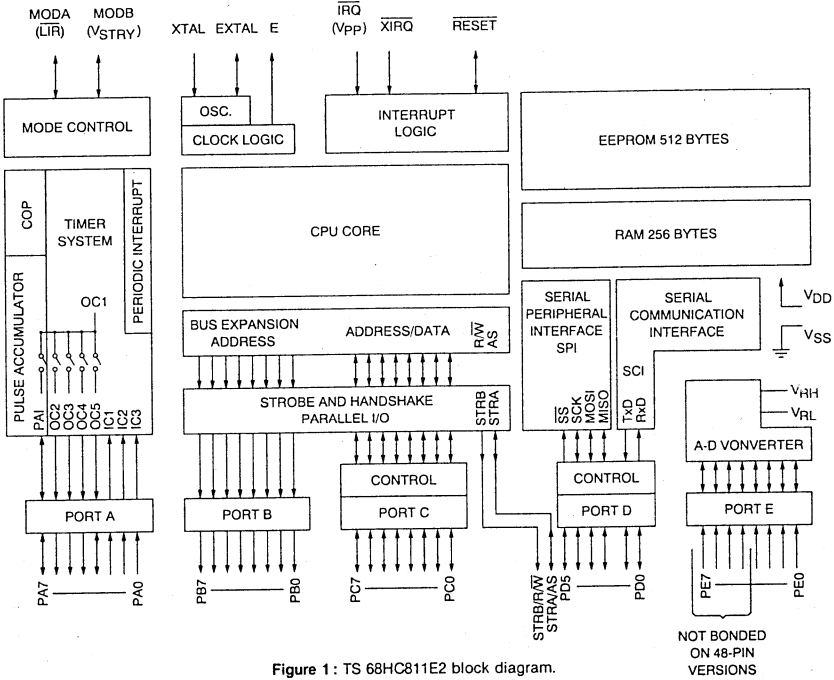 MODA
(LIR)
MODB
(VSTRY)
XTAL EXTAL E
IRQ
(VPP)
XIRQ
RESET
MODE CONTROL
OSC.
CLOCK LOGIC
INTERRUPT
LOGIC
EEPROM 512 BYTES
COP
TIMER
SYSTEM
PERIODIC INTERRUPT
CPU CORE
RAM 256 BYTES
PULSE ACCUMULATOR
OC1
PAI
OC2
OC3
OC4
OC5
IC1
IC2
IC3
BUS EXPANSION
ADDRESS
ADDRESS/DATA
R/W
AS
SERIAL
PERIPHERAL
INTERFACE
SPI
SERIAL
COMMUNICATION
INTERFACE
SCI
VDD
VSS
STROBE AND HANDSHAKE
PARALLEL I/O
STRB
STRA
SS
SCK
MOSI
MISO
TxD
RxD
VRH
VRL
A-D VONVERTER
CONTROL
CONTROL
PORT A
PORT B
PORT C
PORT D
PORT E
PA7
PA0
PB7
PB0
PC7
PC0
STRB/R/W
STRA/AS
PD5
PD0
PE7
PE0
NOT BONDED
ON 48-PIN
VERSIONS
Figure 1 : TS 68HC811E2 block diagram.